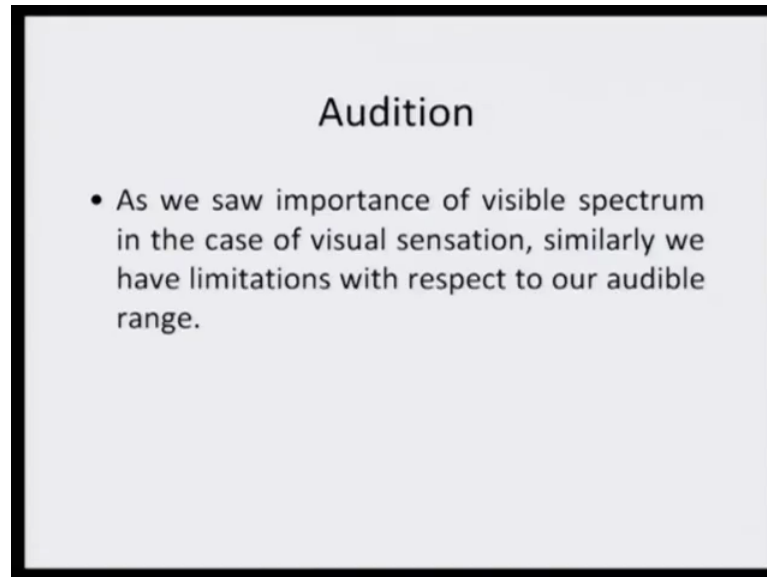 Audition
• As we saw importance of visible spectrum
in the case of visual sensation, similarly we
have limitations with respect to our audible
range.